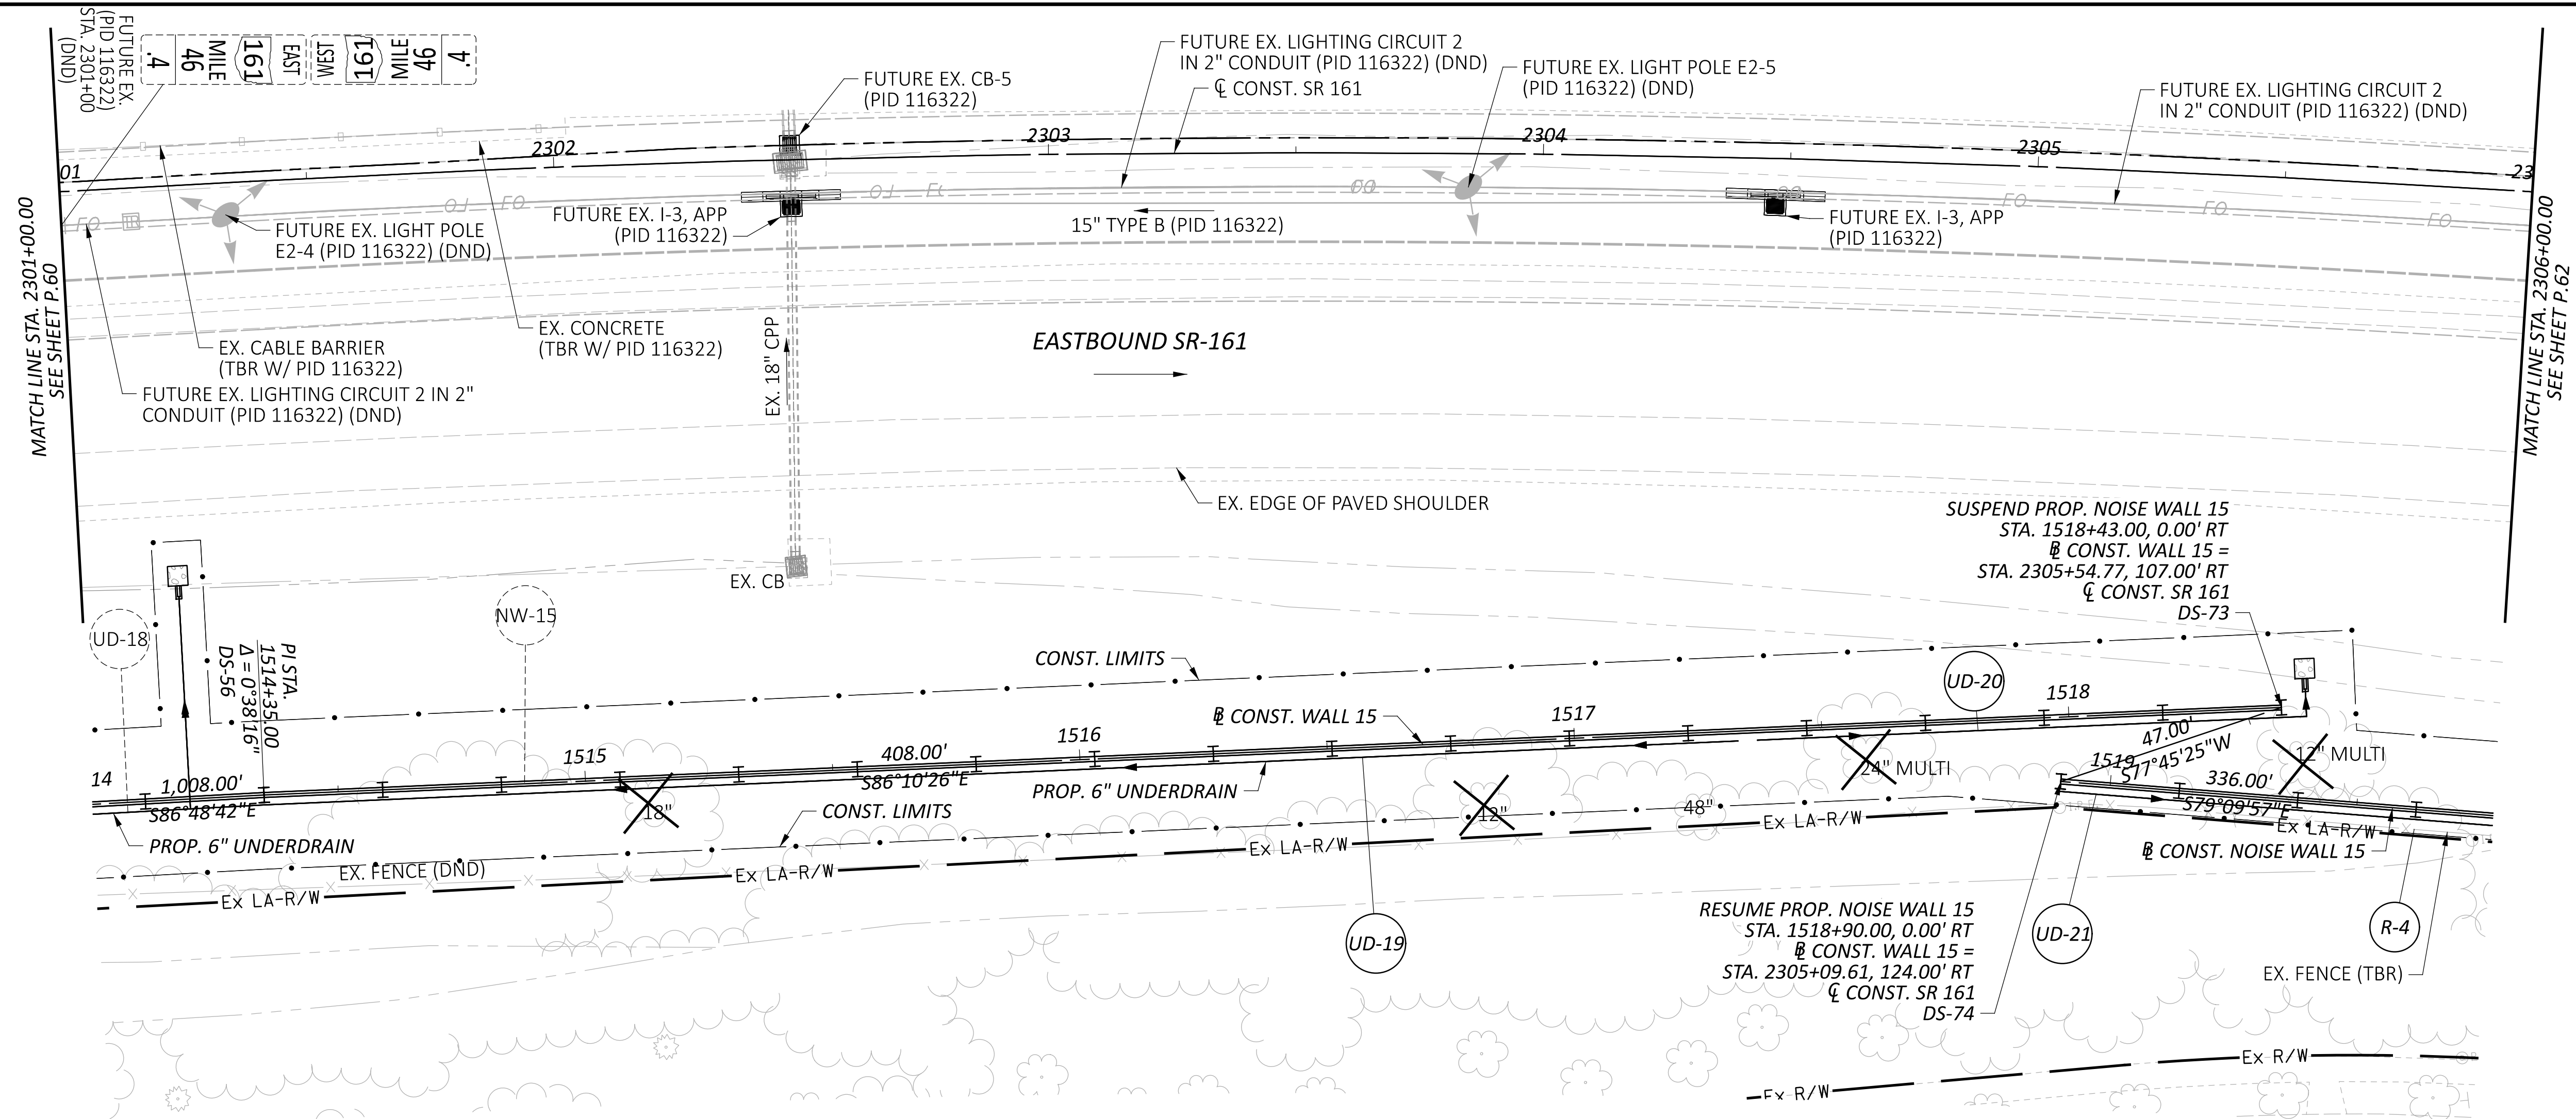 FUTURE EX.
(PID 116322)
STA. 2301+00
(DND)
.4
46
MILE
161
EAST
WEST
161
MILE
46
.4
FUTURE EX. CB-5
(PID 116322)
FUTURE EX. LIGHTING CIRCUIT 2
IN 2" CONDUIT (PID 116322) (DND)
℄ CONST. SR 161
FUTURE EX. LIGHT POLE E2-5
(PID 116322) (DND)
FUTURE EX. LIGHTING CIRCUIT 2
IN 2" CONDUIT (PID 116322) (DND)
01
2302
2303
2304
2305
23
MATCH LINE STA. 2301+00.00
SEE SHEET P.60
MATCH LINE STA. 2306+00.00
SEE SHEET P.62
FUTURE EX. LIGHT POLE
E2-4 (PID 116322) (DND)
FUTURE EX. I-3, APP
(PID 116322)
15" TYPE B (PID 116322)
FUTURE EX. I-3, APP
(PID 116322)
EX. CABLE BARRIER
(TBR W/ PID 116322)
EX. CONCRETE
(TBR W/ PID 116322)
FUTURE EX. LIGHTING CIRCUIT 2 IN 2"
CONDUIT (PID 116322) (DND)
EX. 18" CPP
EASTBOUND SR-161
EX. EDGE OF PAVED SHOULDER
EX. CB
SUSPEND PROP. NOISE WALL 15
STA. 1518+43.00, 0.00' RT
B̲L CONST. WALL 15 =
STA. 2305+54.77, 107.00' RT
℄ CONST. SR 161
DS-73
UD-18
NW-15
PI STA.
1514+35.00
Δ = 0°38'16"
DS-56
CONST. LIMITS
UD-20
BL CONST. WALL 15
14
1515
1516
1517
1518
1519
1,008.00'
S86°48'42"E
408.00'
S86°10'26"E
47.00'
S77°45'25"W
336.00'
S79°09'57"E
18"
12"
48"
24" MULTI
12" MULTI
PROP. 6" UNDERDRAIN
PROP. 6" UNDERDRAIN
CONST. LIMITS
EX. FENCE (DND)
Ex LA-R/W
Ex LA-R/W
Ex LA-R/W
Ex LA-R/W
Ex LA-R/W
BL CONST. NOISE WALL 15
UD-19
UD-21
R-4
RESUME PROP. NOISE WALL 15
STA. 1518+90.00, 0.00' RT
BL CONST. WALL 15 =
STA. 2305+09.61, 124.00' RT
℄ CONST. SR 161
DS-74
EX. FENCE (TBR)
Ex R/W
Ex R/W